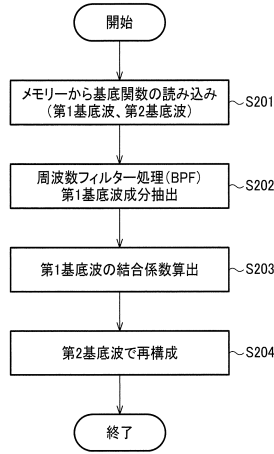 開始
メモリーから基底関数の読み込み
(第1基底波、第2基底波)
S201
周波数フィルター処理(BPF)
第1基底波成分抽出
S202
第1基底波の結合係数算出
S203
第2基底波で再構成
S204
終了